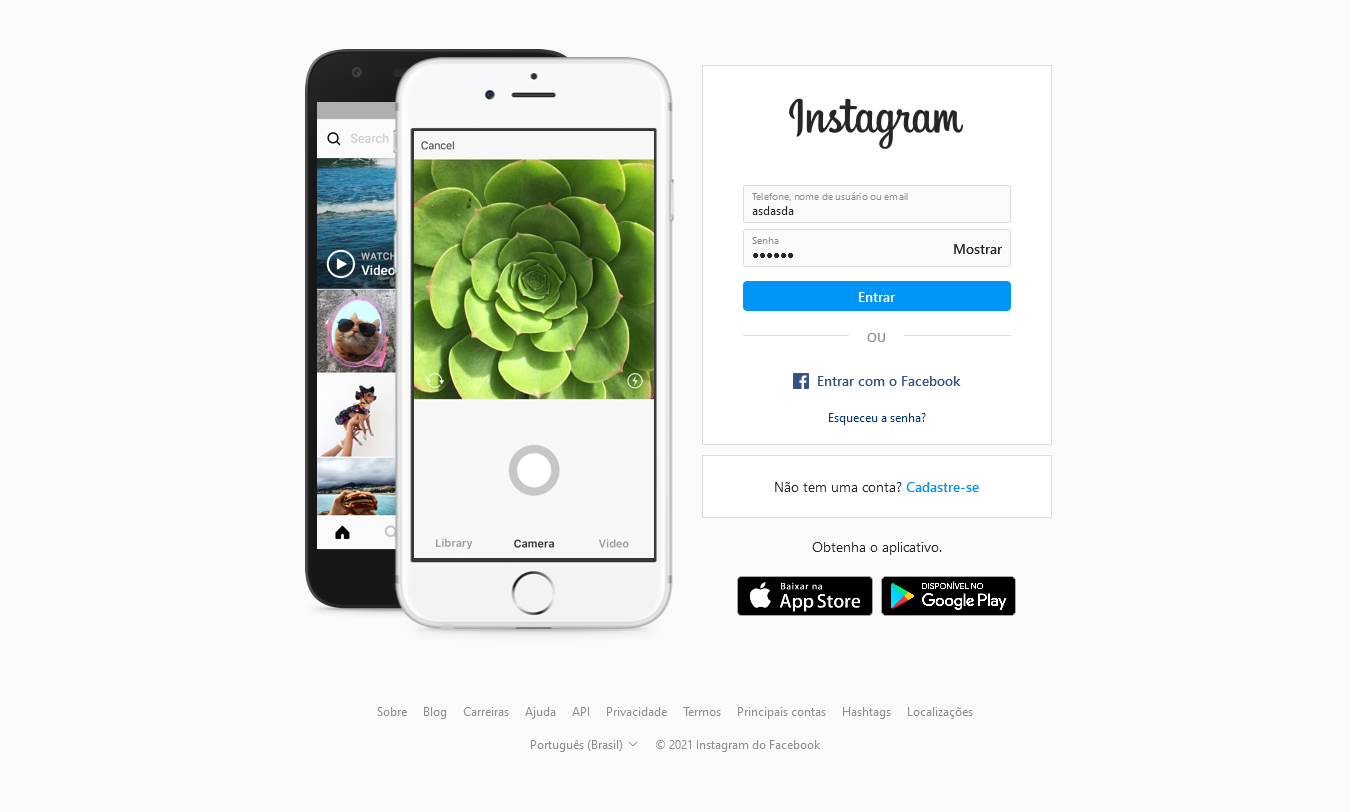 Search
WATCH
Video
Cancel
Library
Camera
Video
Instagram
Telefone, nome de usuário ou email
asdasda
Senha
••••••
Mostrar
Entrar
OU
Entrar com o Facebook
Esqueceu a senha?
Não tem uma conta? Cadastre-se
Obtenha o aplicativo.
Baixar na
App Store
DISPONÍVEL NO
Google Play
Sobre Blog Carreiras Ajuda API Privacidade Termos Principais contas Hashtags Localizações
Português (Brasil) © 2021 Instagram do Facebook